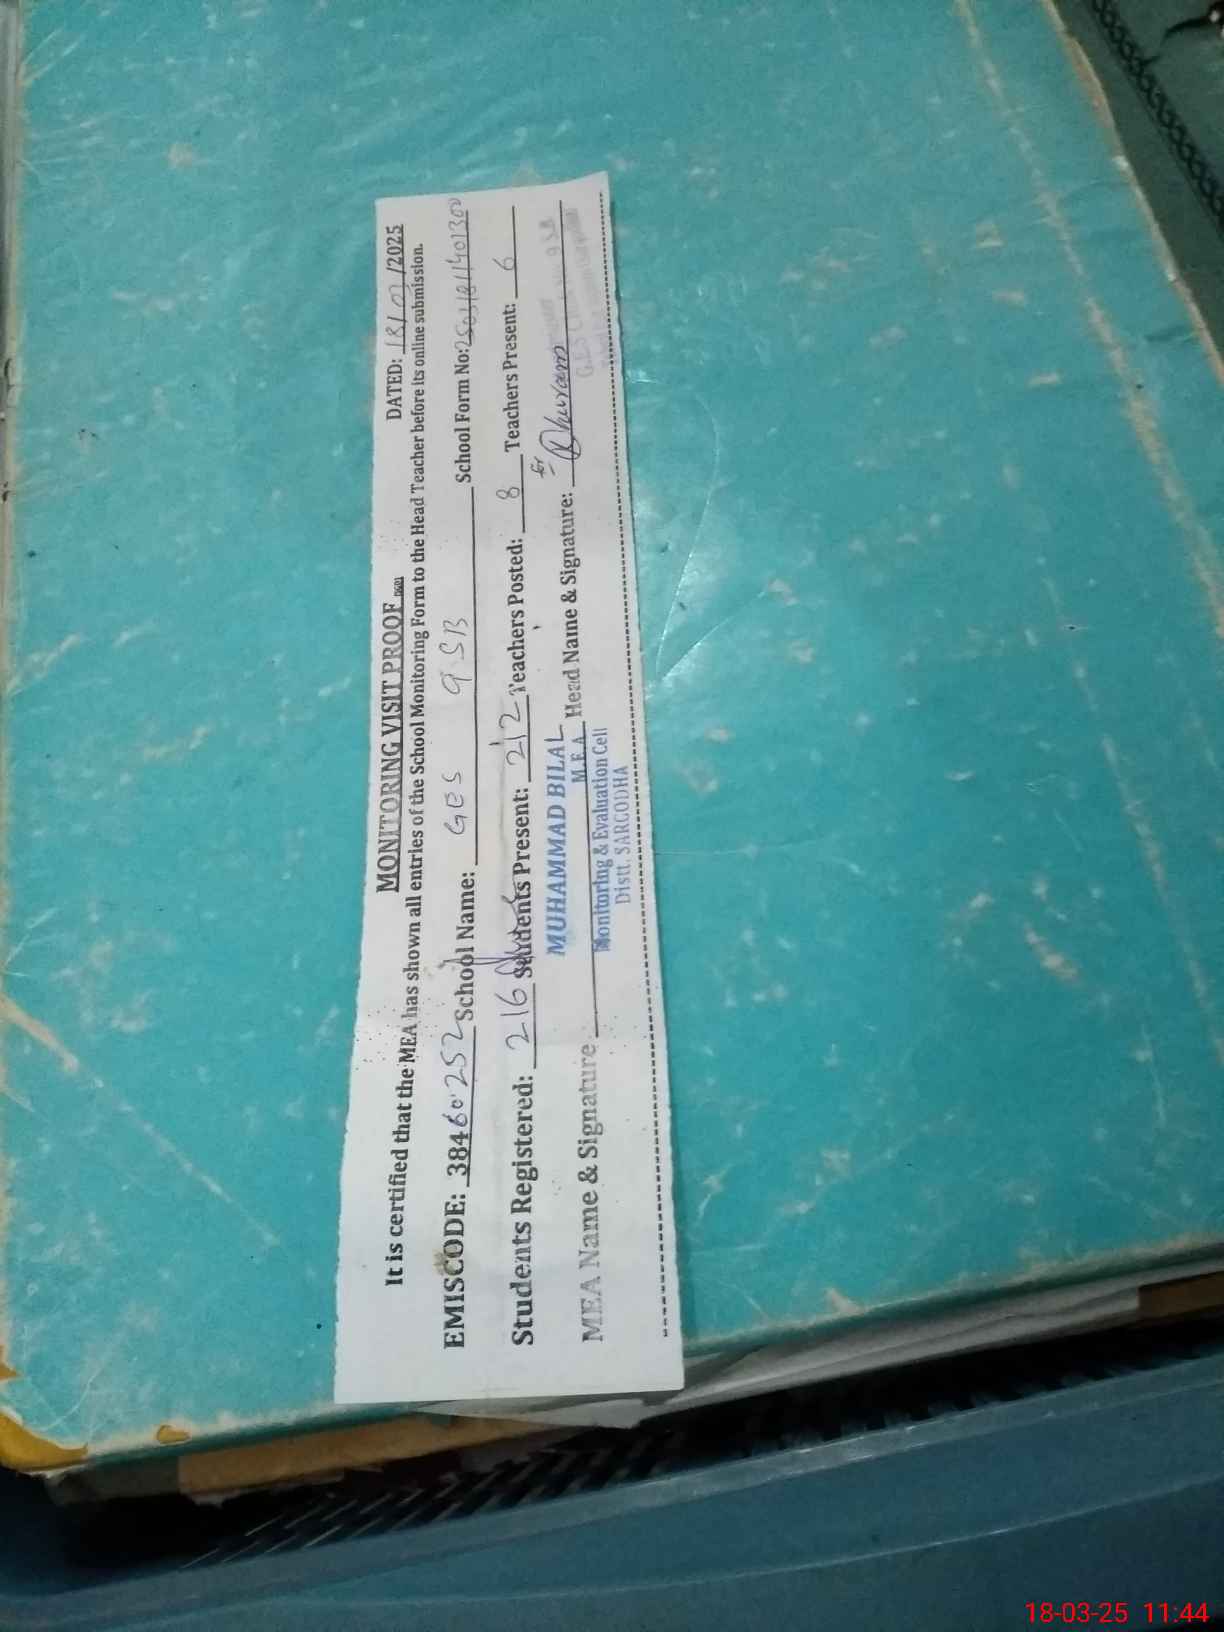 MONITORING VISIT PROOF
DATED: 18/03/2025
It is certified that the MEA has shown all entries of the School Monitoring Form to the Head Teacher before its online submission.
EMISCODE: 38460252 School Name: GES 9 SB School Form No:
Students Registered: 216 Students Present: 212 Teachers Posted: 8 Teachers Present: 6
MEA Name & Signature Head Name & Signature: for Khuram
MUHAMMAD BILAL
M.E.A
Monitoring & Evaluation Cell
Distt. SARGODHA
18-03-25 11:44